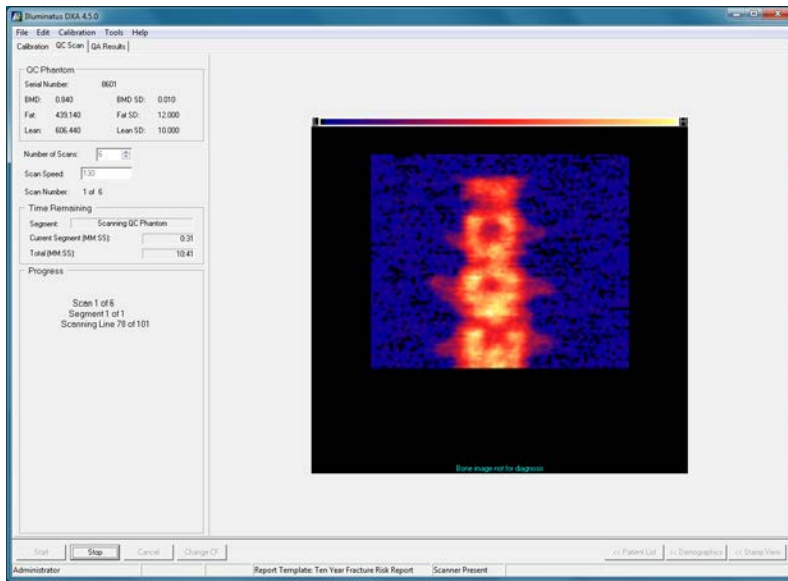 Illuminatus DXA 4.5.0
File Edit Calibration Tools Help
Calibration QC Scan QA Results
QC Phantom
Serial Number: 8601
BMD: 0.840 BMD SD: 0.010
Fat: 439.140 Fat SD: 12.000
Lean: 606.440 Lean SD: 10.000
Number of Scans: 6
Scan Speed: 130
Scan Number: 1 of 6
Time Remaining
Segment: Scanning QC Phantom
Current Segment (MM:SS): 0:31
Total (MM:SS): 10:41
Progress
Scan 1 of 6
Segment 1 of 1
Scanning Line 78 of 101
Bone image not for diagnosis
Start Stop Cancel Change CF << Patient List << Demographics << Stamp View
Administrator Report Template: Ten Year Fracture Risk Report Scanner Present